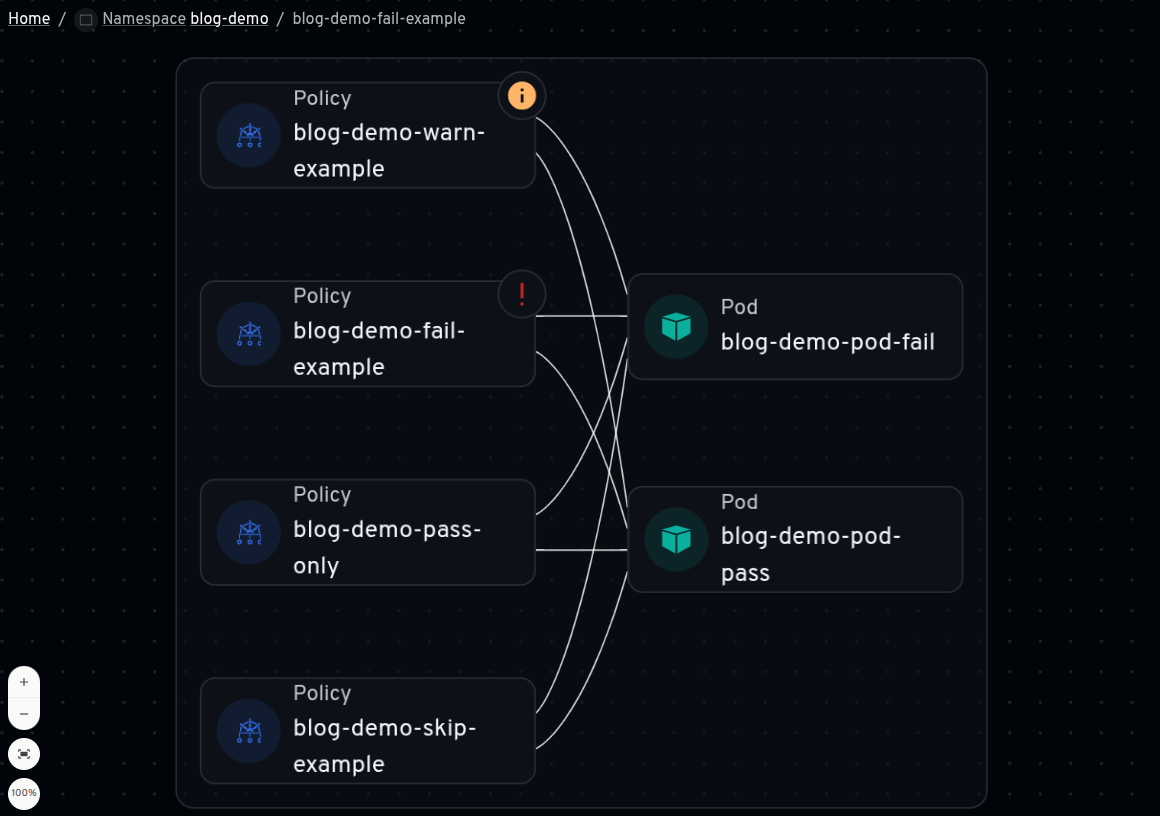 Home / Namespace blog-demo / blog-demo-fail-example
Policy
blog-demo-warn-
example
Policy
blog-demo-fail-
example
Policy
blog-demo-pass-
only
Policy
blog-demo-skip-
example
Pod
blog-demo-pod-fail
Pod
blog-demo-pod-
pass
100%